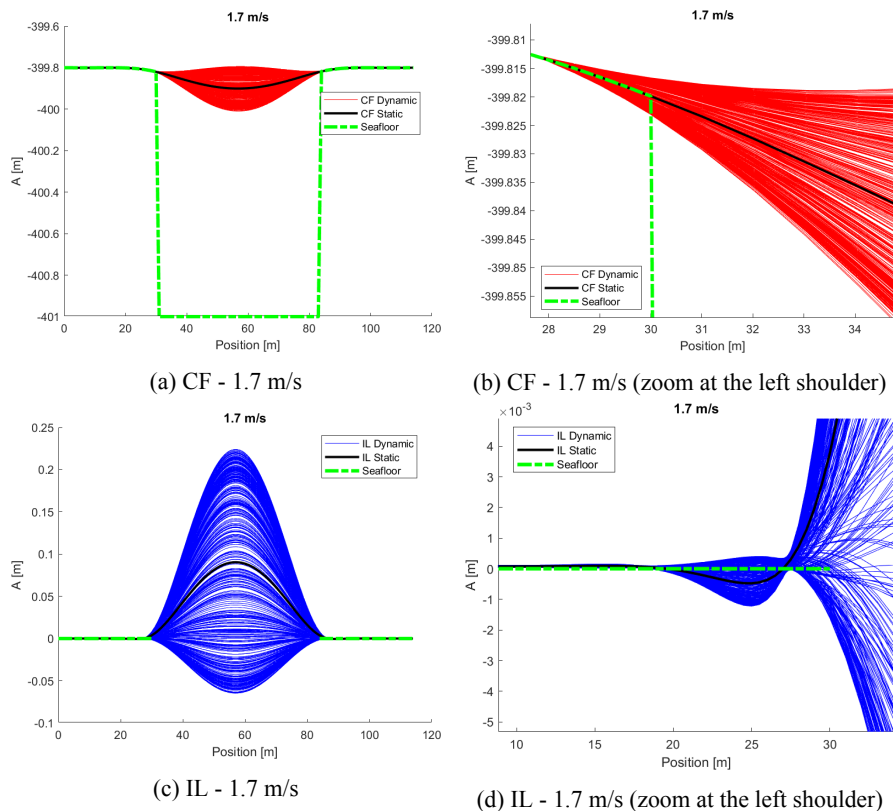 1.7 m/s
-399.6
-399.8
-400
-400.2
-400.4
-400.6
-400.8
-401
A [m]
CF Dynamic
CF Static
Seafloor
0 20 40 60 80 100 120
Position [m]
(a) CF - 1.7 m/s
1.7 m/s
-399.81
-399.815
-399.82
-399.825
-399.83
-399.835
-399.84
-399.845
-399.85
-399.855
A [m]
CF Dynamic
CF Static
Seafloor
28 29 30 31 32 33 34
Position [m]
(b) CF - 1.7 m/s (zoom at the left shoulder)
1.7 m/s
0.25
0.2
0.15
0.1
0.05
0
-0.05
-0.1
A [m]
IL Dynamic
IL Static
Seafloor
0 20 40 60 80 100 120
Position [m]
(c) IL - 1.7 m/s
1.7 m/s
×10⁻³
4
3
2
1
0
-1
-2
-3
-4
-5
A [m]
IL Dynamic
IL Static
Seafloor
10 15 20 25 30
Position [m]
(d) IL - 1.7 m/s (zoom at the left shoulder)